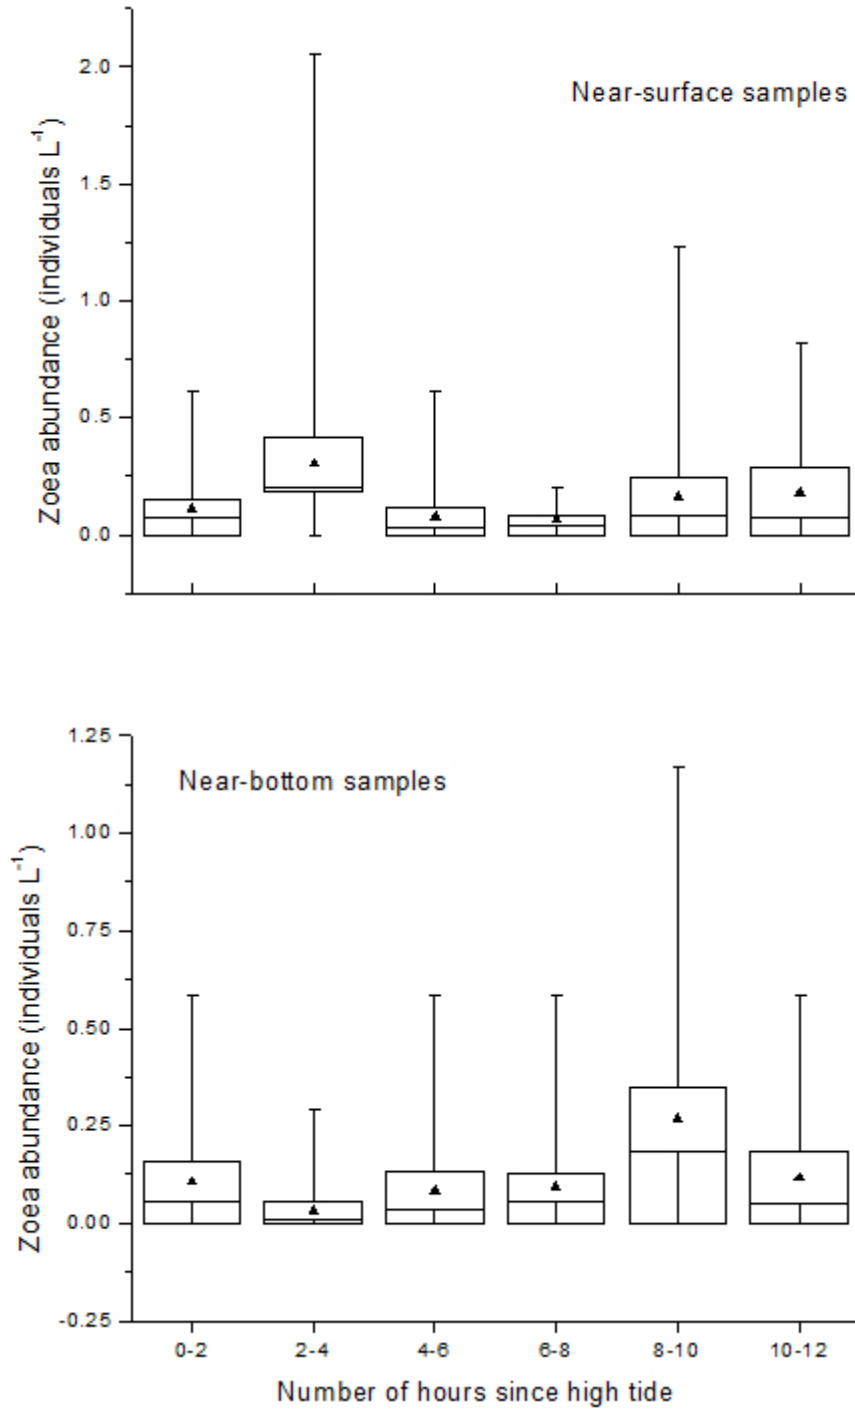 Near-surface samples
Zoea abundance (individuals L⁻¹)
2.0
1.5
1.0
0.5
0.0
Near-bottom samples
Zoea abundance (individuals L⁻¹)
1.25
1.00
0.75
0.50
0.25
0.00
-0.25
0-2 2-4 4-6 6-8 8-10 10-12
Number of hours since high tide